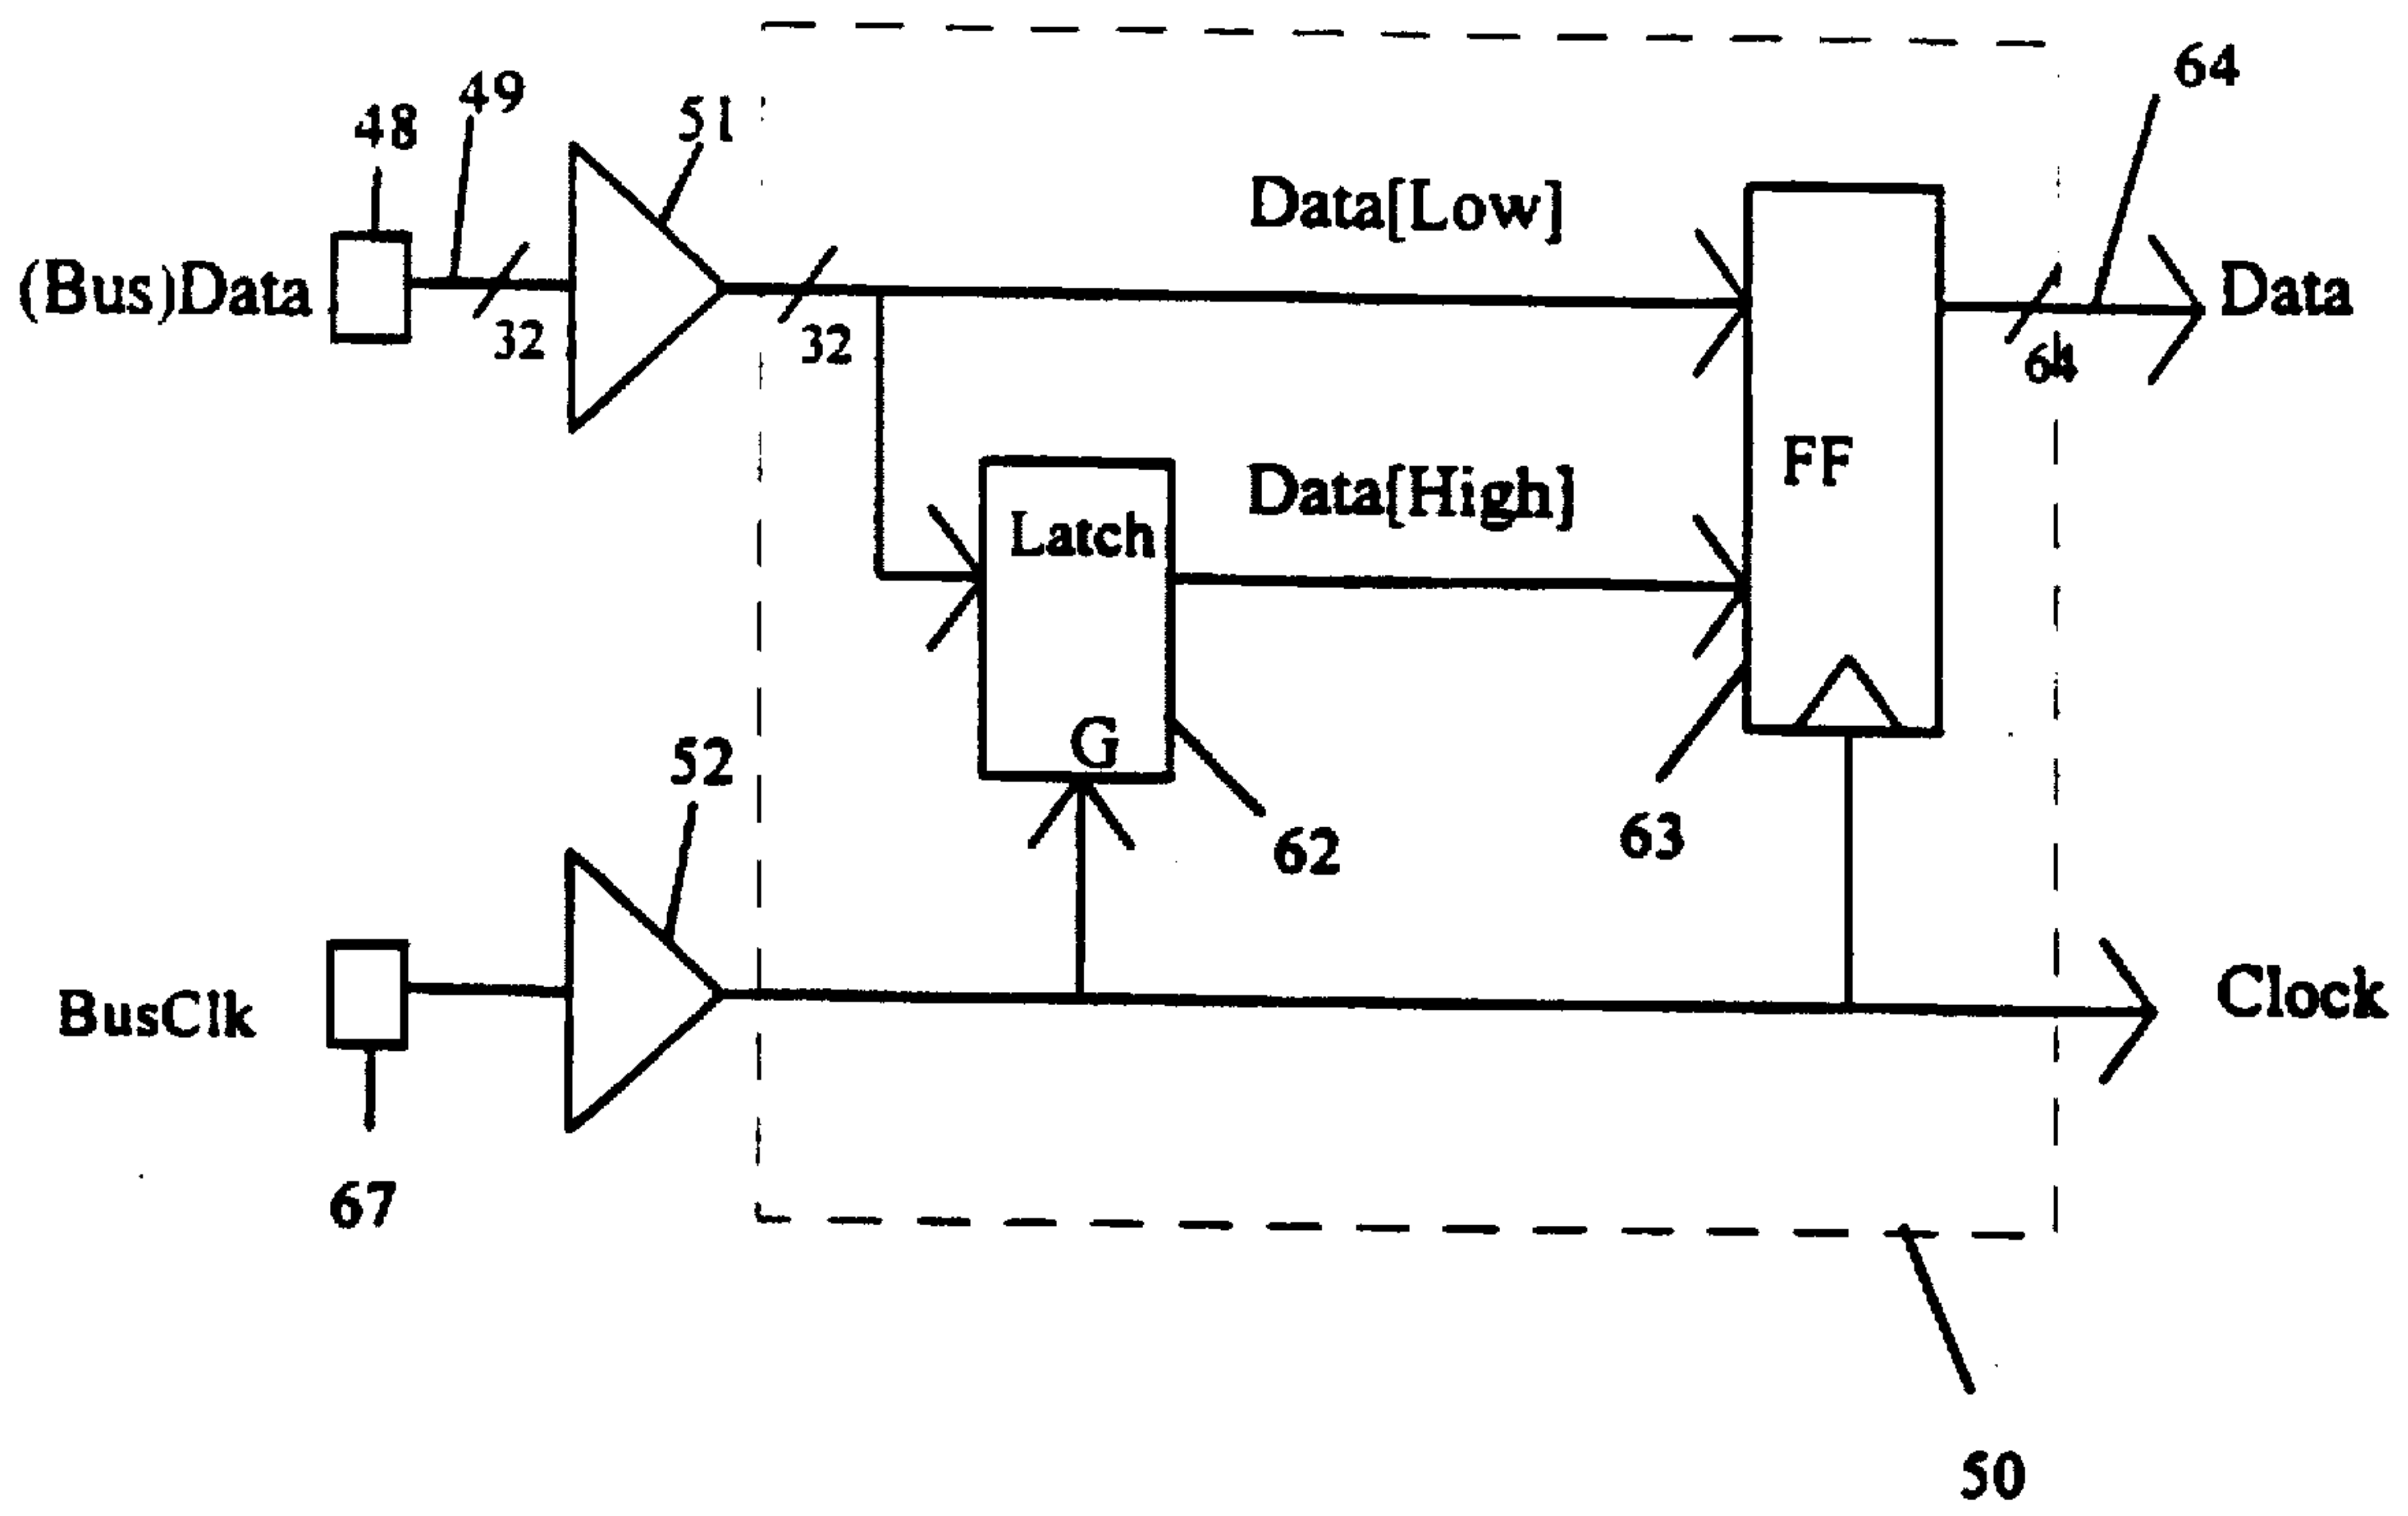 64
49
51
48
Data[Low]
(Bus)Data
Data
32
32
64
FF
Data[High]
Latch
G
52
63
62
BusClk
Clock
67
50